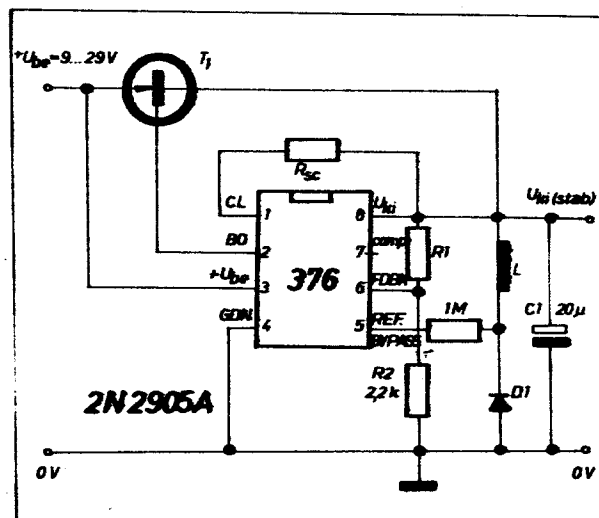 +Ube=9...29V
T1
Rsc
C.L.
1
8
Uki
Uki (stab)
BO
2
7
comp.
R1
+Ube
3
376
6
FDBK
L
GDN.
4
5
REF.
BYPASS
1M
C1
20µ
R2
2,2k
D1
2N2905A
0V
0V